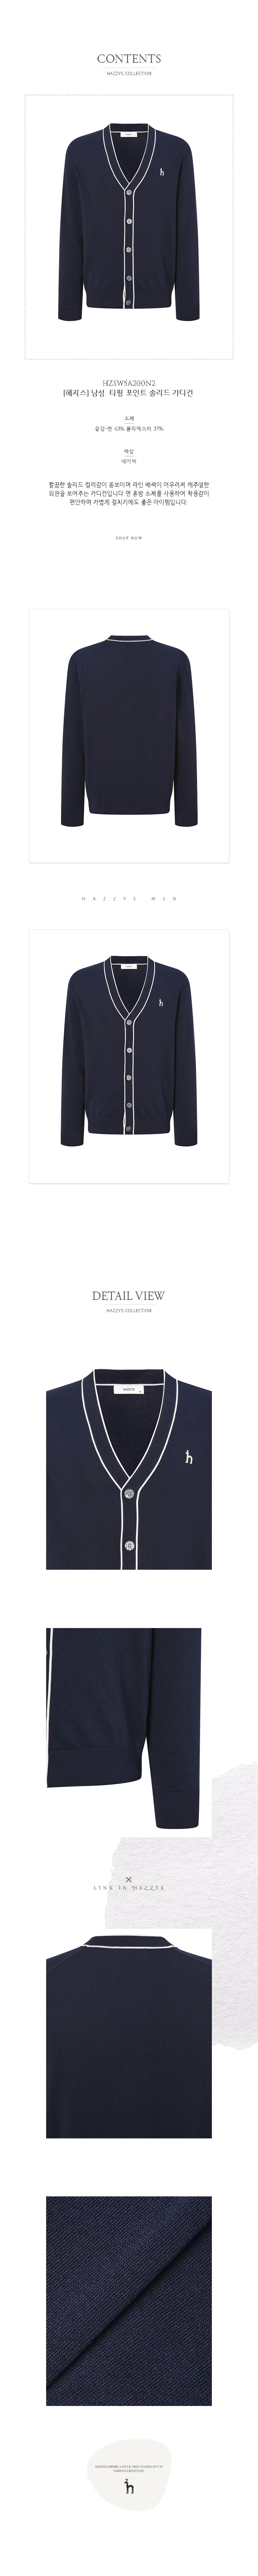 CONTENTS
HAZZYS COLLECTION
HZSW5A200N2
[헤지스] 남성 티핑 포인트 솔리드 가디건
소재
겉감-면 63% 폴리에스터 37%
색상
네이비
깔끔한 솔리드 컬러감이 돋보이며 라인 배색이 어우러져 캐주얼한
외관을 보여주는 가디건입니다.면 혼방 소재를 사용하여 착용감이
편안하며 가볍게 걸치기에도 좋은 아이템입니다.
SHOP NOW
HAZZYS MEN
DETAIL VIEW
HAZZYS COLLECTION
HAZZYS
LINK IN HAZZYS